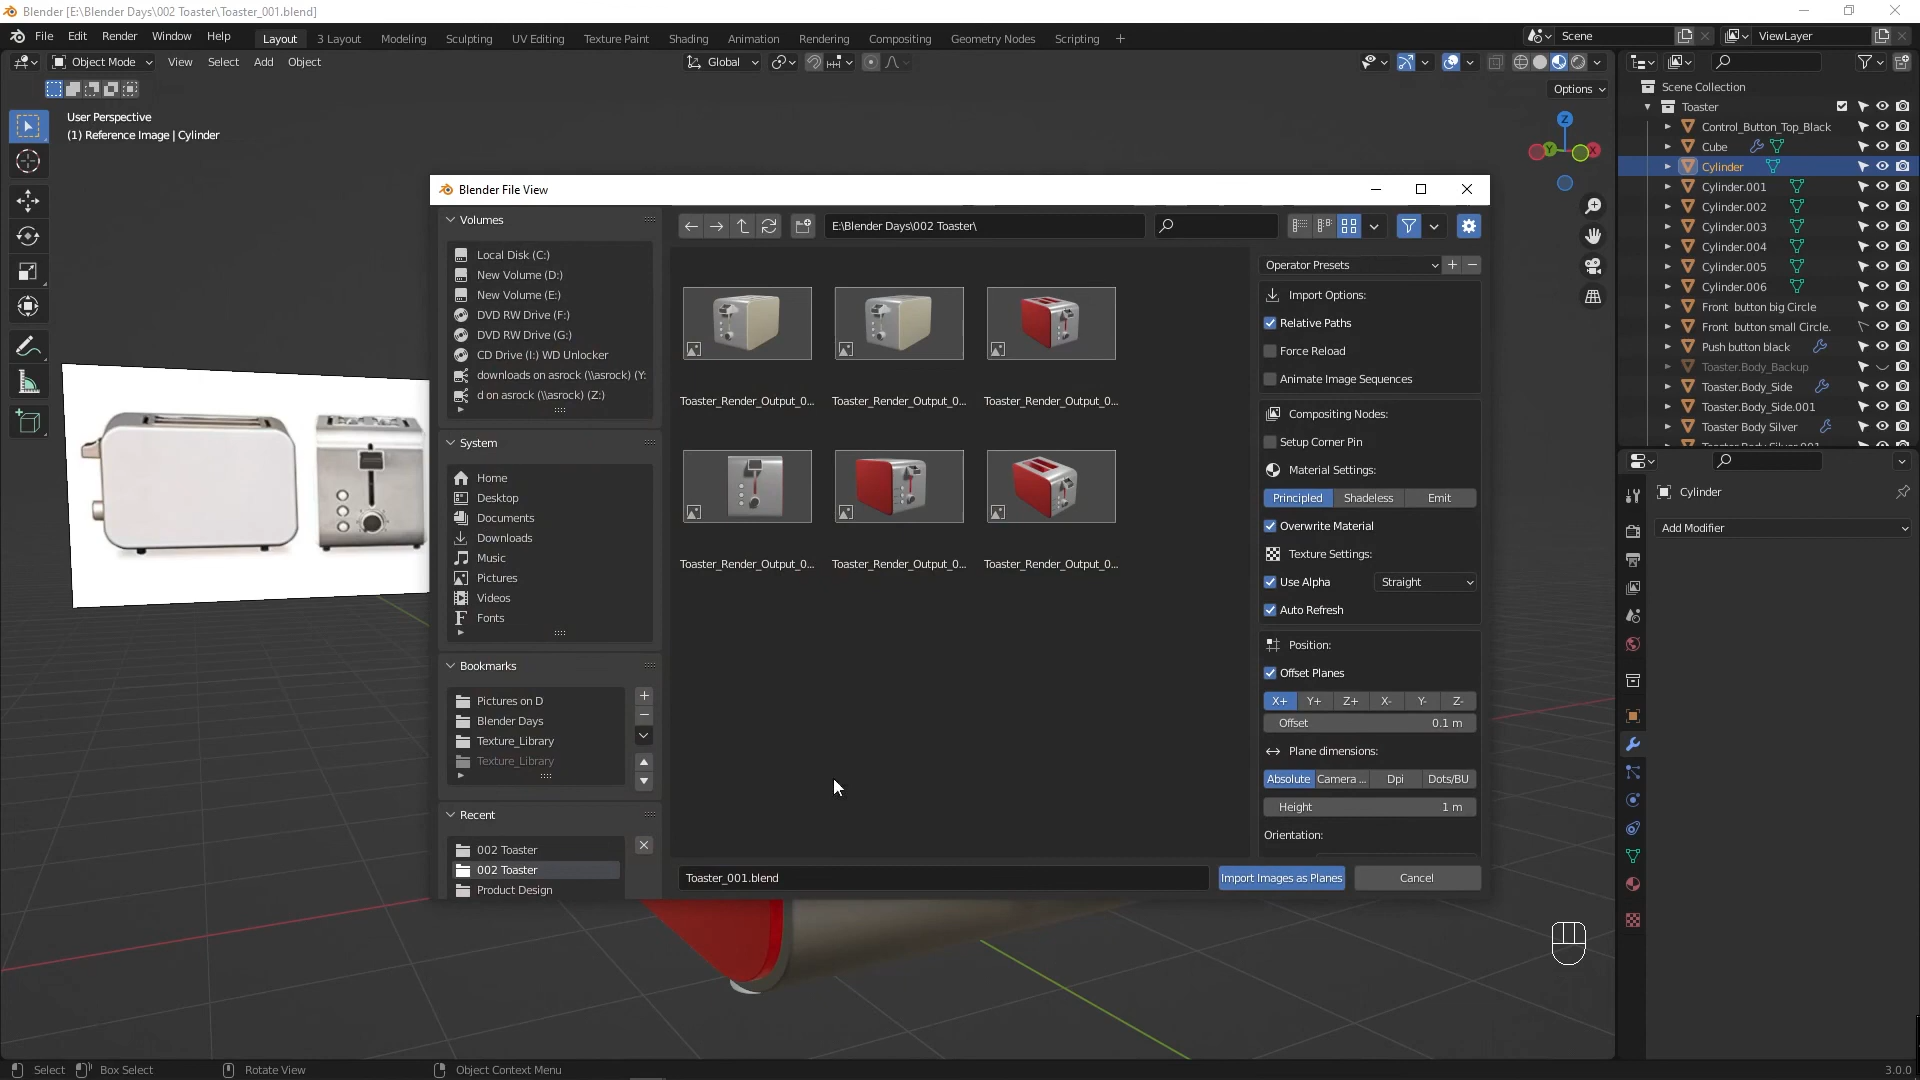 Blender [E:\Blender Days\002 Toaster\Toaster_001.blend]
File Edit Render Window Help Layout 3 Layout Modeling Sculpting UV Editing Texture Paint Shading Animation Rendering Compositing Geometry Nodes Scripting + Scene ViewLayer
Object Mode View Select Add Object Global
Options
User Perspective
(1) Reference Image | Cylinder
Z
Y X
Scene Collection
Toaster
Control_Button_Top_Black
Cube
Cylinder
Cylinder.001
Cylinder.002
Cylinder.003
Cylinder.004
Cylinder.005
Cylinder.006
Front button big Circle
Front button small Circle.
Push button black
Toaster.Body_Backup
Toaster.Body_Side
Toaster.Body_Side.001
Toaster Body Silver
Toaster Body Silver.001
Cylinder
Add Modifier
Blender File View
Volumes
Local Disk (C:)
New Volume (D:)
New Volume (E:)
DVD RW Drive (F:)
DVD RW Drive (G:)
CD Drive (I:) WD Unlocker
downloads on asrock (\\asrock) (Y:
d on asrock (\\asrock) (Z:)
System
Home
Desktop
Documents
Downloads
Music
Pictures
Videos
Fonts
Bookmarks
Pictures on D
Blender Days
Texture_Library
Texture_Library
Recent
002 Toaster
002 Toaster
Product Design
E:\Blender Days\002 Toaster\
Toaster_Render_Output_0... Toaster_Render_Output_0... Toaster_Render_Output_0...
Toaster_Render_Output_0... Toaster_Render_Output_0... Toaster_Render_Output_0...
Operator Presets
Import Options:
Relative Paths
Force Reload
Animate Image Sequences
Compositing Nodes:
Setup Corner Pin
Material Settings:
Principled Shadeless Emit
Overwrite Material
Texture Settings:
Use Alpha Straight
Auto Refresh
Position:
Offset Planes
X+ Y+ Z+ X- Y- Z-
Offset 0.1 m
Plane dimensions:
Absolute Camera ... Dpi Dots/BU
Height 1 m
Orientation:
Toaster_001.blend
Import Images as Planes Cancel
Select Box Select Rotate View Object Context Menu 3.0.0